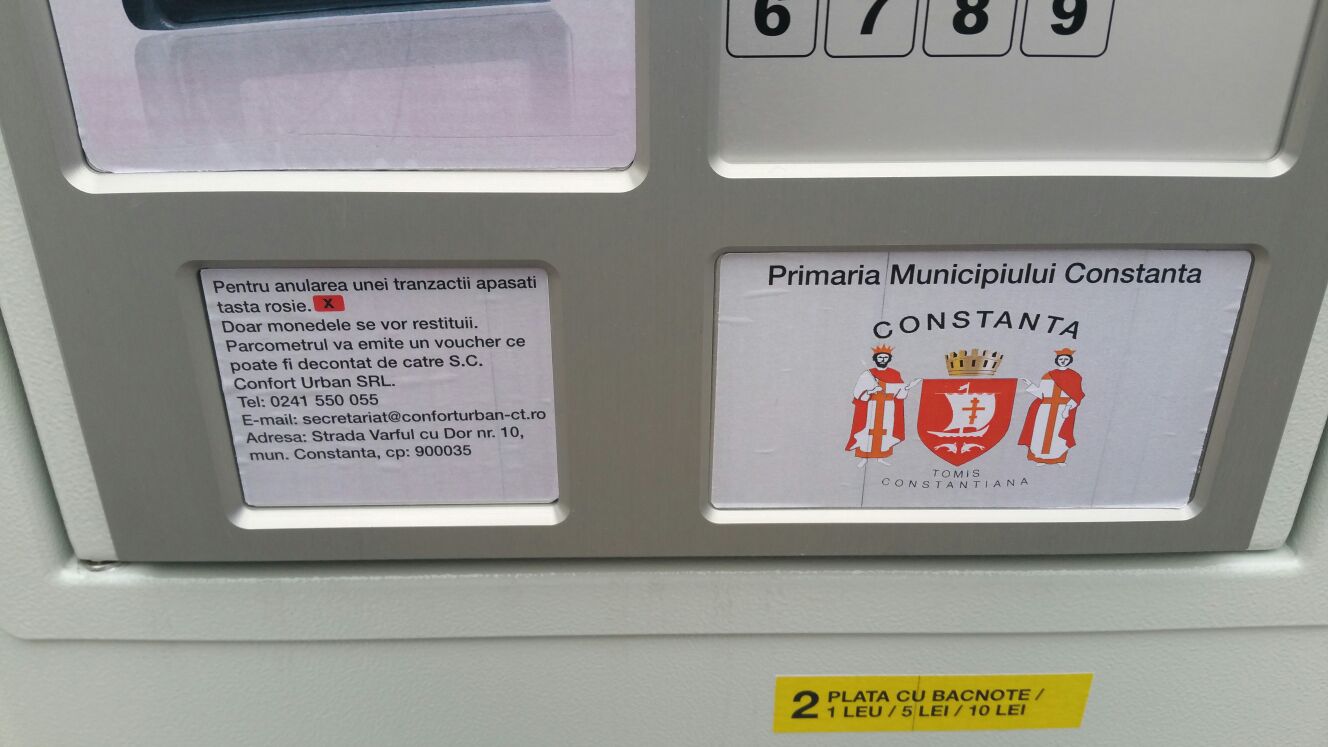 6 7 8 9
Pentru anularea unei tranzactii apasati
tasta rosie. X
Doar monedele se vor restituii.
Parcometrul va emite un voucher ce
poate fi decontat de catre S.C.
Confort Urban SRL.
Tel: 0241 550 055
E-mail: secretariat@conforturban-ct.ro
Adresa: Strada Varful cu Dor nr. 10,
mun. Constanta, cp: 900035
Primaria Municipiului Constanta
CONSTANTA
TOMIS
CONSTANTIANA
2 PLATA CU BACNOTE /
1 LEU / 5 LEI / 10 LEI